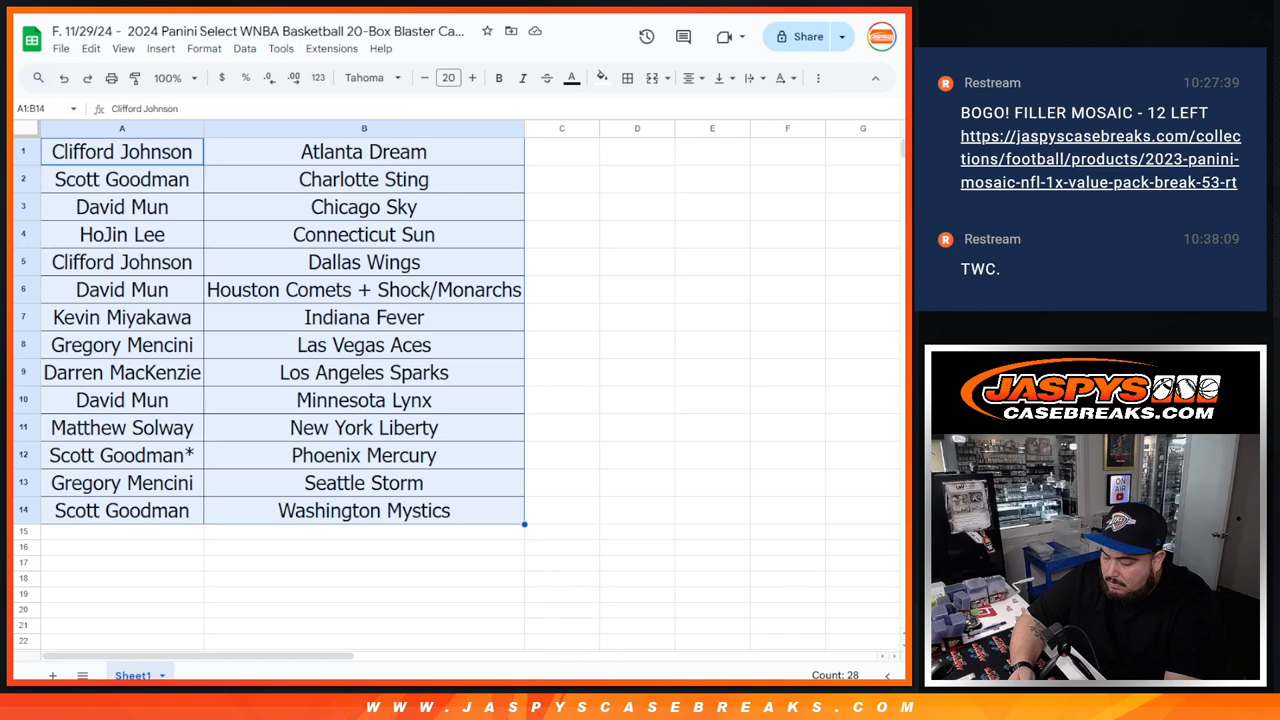 F. 11/29/24 - 2024 Panini Select WNBA Basketball 20-Box Blaster Ca...
File Edit View Insert Format Data Tools Extensions Help
Share
100% $ % .0 .00 123 Tahoma 20 B I A
A1:B14 fx Clifford Johnson
A B C D E F G
1 Clifford Johnson Atlanta Dream
2 Scott Goodman Charlotte Sting
3 David Mun Chicago Sky
4 HoJin Lee Connecticut Sun
5 Clifford Johnson Dallas Wings
6 David Mun Houston Comets + Shock/Monarchs
7 Kevin Miyakawa Indiana Fever
8 Gregory Mencini Las Vegas Aces
9 Darren MacKenzie Los Angeles Sparks
10 David Mun Minnesota Lynx
11 Matthew Solway New York Liberty
12 Scott Goodman* Phoenix Mercury
13 Gregory Mencini Seattle Storm
14 Scott Goodman Washington Mystics
15
16
17
18
19
20
21
22
Sheet1 Count: 28
Restream 10:27:39
BOGO! FILLER MOSAIC - 12 LEFT
https://jaspyscasebreaks.com/collec
tions/football/products/2023-panini-
mosaic-nfl-1x-value-pack-break-53-rt
Restream 10:38:09
TWC.
JASPYS
CASEBREAKS.COM
ON
AIR
WWW.JASPYSCASEBREAKS.COM